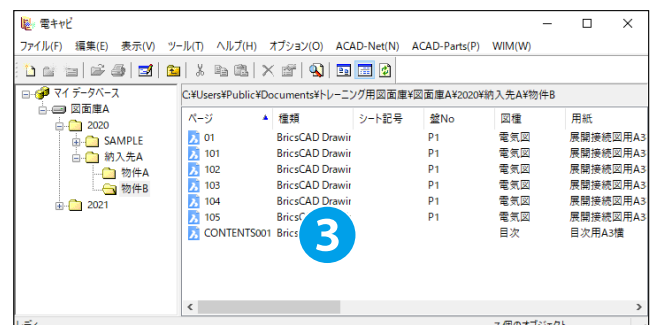 電キャビ
ファイル(F) 編集(E) 表示(V) ツール(T) ヘルプ(H) オプション(O) ACAD-Net(N) ACAD-Parts(P) WIM(W)
マイ データベース
図面庫A
2020
SAMPLE
納入先A
物件A
物件B
2021
C:¥Users¥Public¥Documents¥トレーニング用図面庫¥図面庫A¥2020¥納入先A¥物件B
ページ 種類 シート記号 盤No 図種 用紙
01 BricsCAD Drawir P1 電気図 展開接続図用A3
101 BricsCAD Drawir P1 電気図 展開接続図用A3
102 BricsCAD Drawir P1 電気図 展開接続図用A3
103 BricsCAD Drawir P1 電気図 展開接続図用A3
104 BricsCAD Drawir P1 電気図 展開接続図用A3
105 BricsCAD Drawir P1 電気図 展開接続図用A3
CONTENTS001 Brics 目次 目次用A3横
3